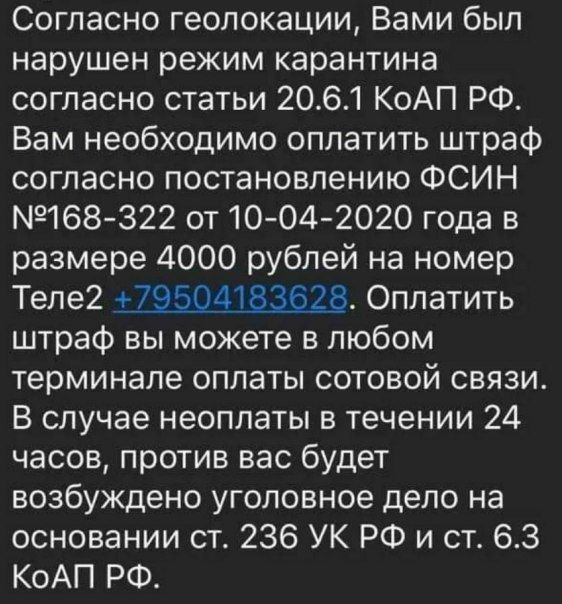 Согласно геолокации, Вами был
нарушен режим карантина
согласно статьи 20.6.1 КоАП РФ.
Вам необходимо оплатить штраф
согласно постановлению ФСИН
№168-322 от 10-04-2020 года в
размере 4000 рублей на номер
Теле2 +79504183628. Оплатить
штраф вы можете в любом
терминале оплаты сотовой связи.
В случае неоплаты в течении 24
часов, против вас будет
возбуждено уголовное дело на
основании ст. 236 УК РФ и ст. 6.3
КоАП РФ.